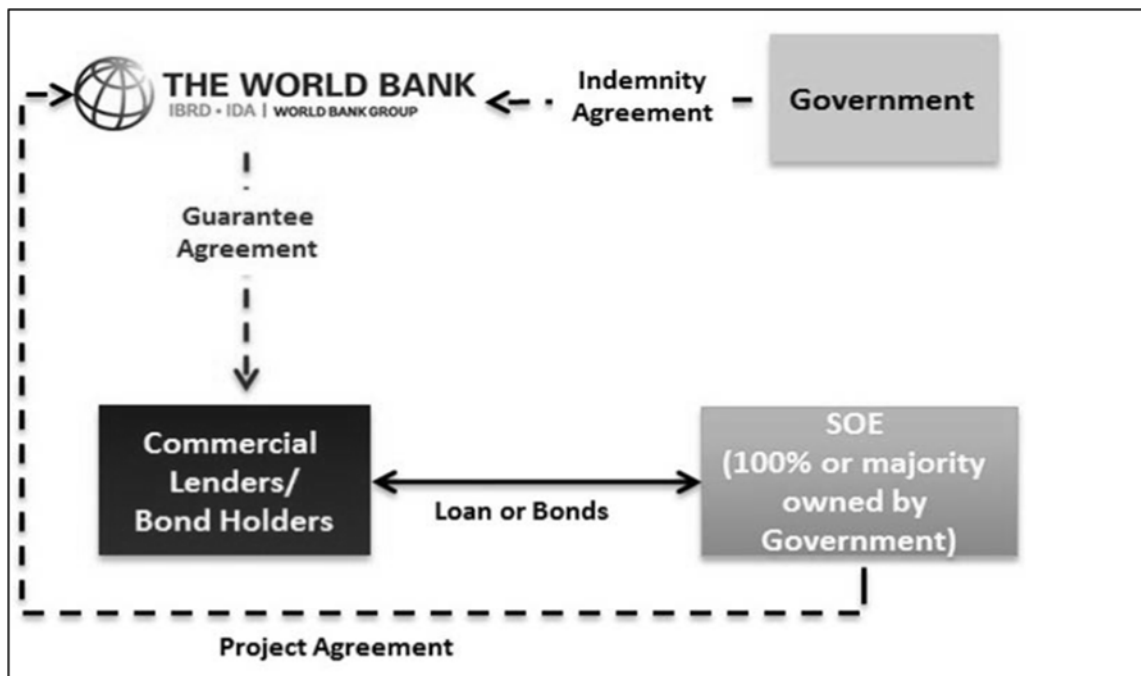 THE WORLD BANK
IBRD • IDA | WORLD BANK GROUP
Indemnity
Agreement
Government
Guarantee
Agreement
Commercial
Lenders/
Bond Holders
Loan or Bonds
SOE
(100% or majority
owned by
Government)
Project Agreement